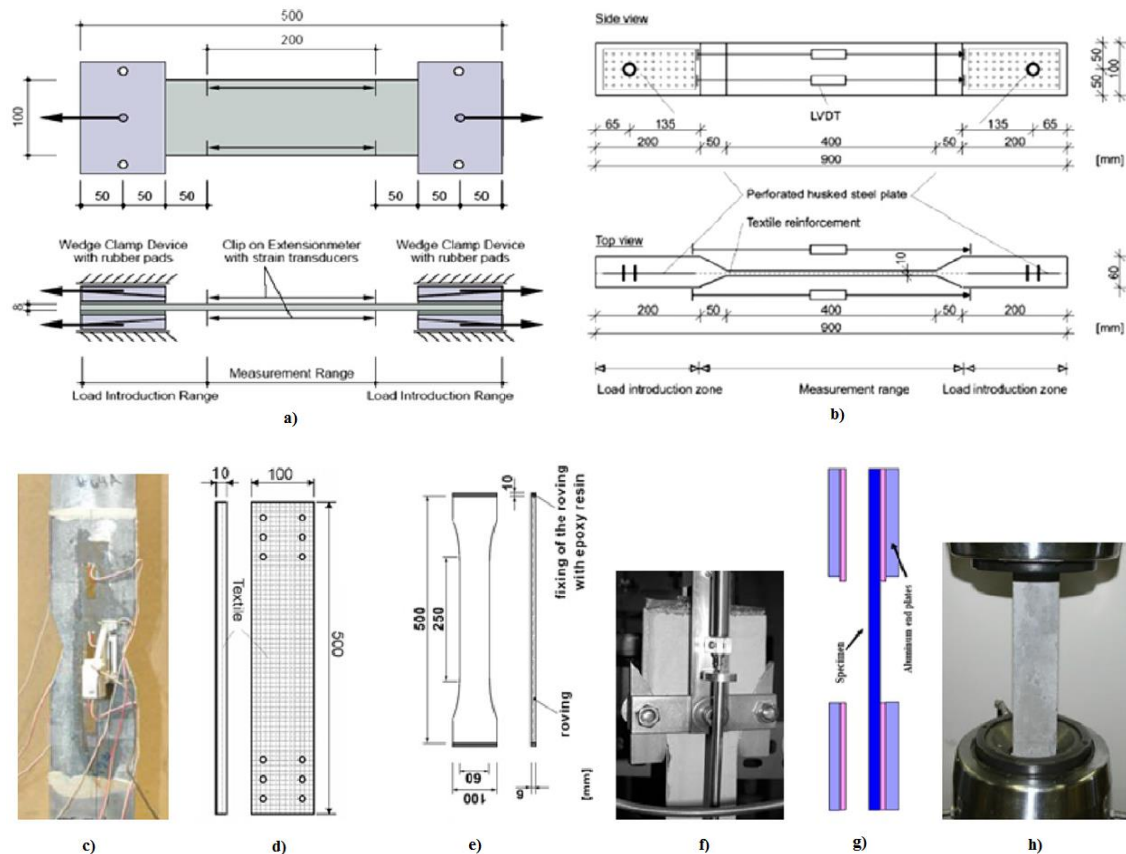 500
200
100
50 50 50
50 50 50
Wedge Clamp Device
with rubber pads
Clip on Extensionmeter
with strain transducers
Wedge Clamp Device
with rubber pads
8
Measurement Range
Load Introduction Range
Load Introduction Range
a)
Side view
50
50
100
LVDT
65 135
135 65
200 50 400 50 200
900
[mm]
Perforated husked steel plate
Textile reinforcement
Top view
10
60
200 50 400 50 200
900
[mm]
Load introduction zone
Measurement range
Load introduction zone
b)
c)
10
100
Textile
500
d)
10
500
250
60
100
6
[mm]
fixing of the roving
with epoxy resin
roving
e)
f)
Specimen
Aluminum end plates
g)
h)